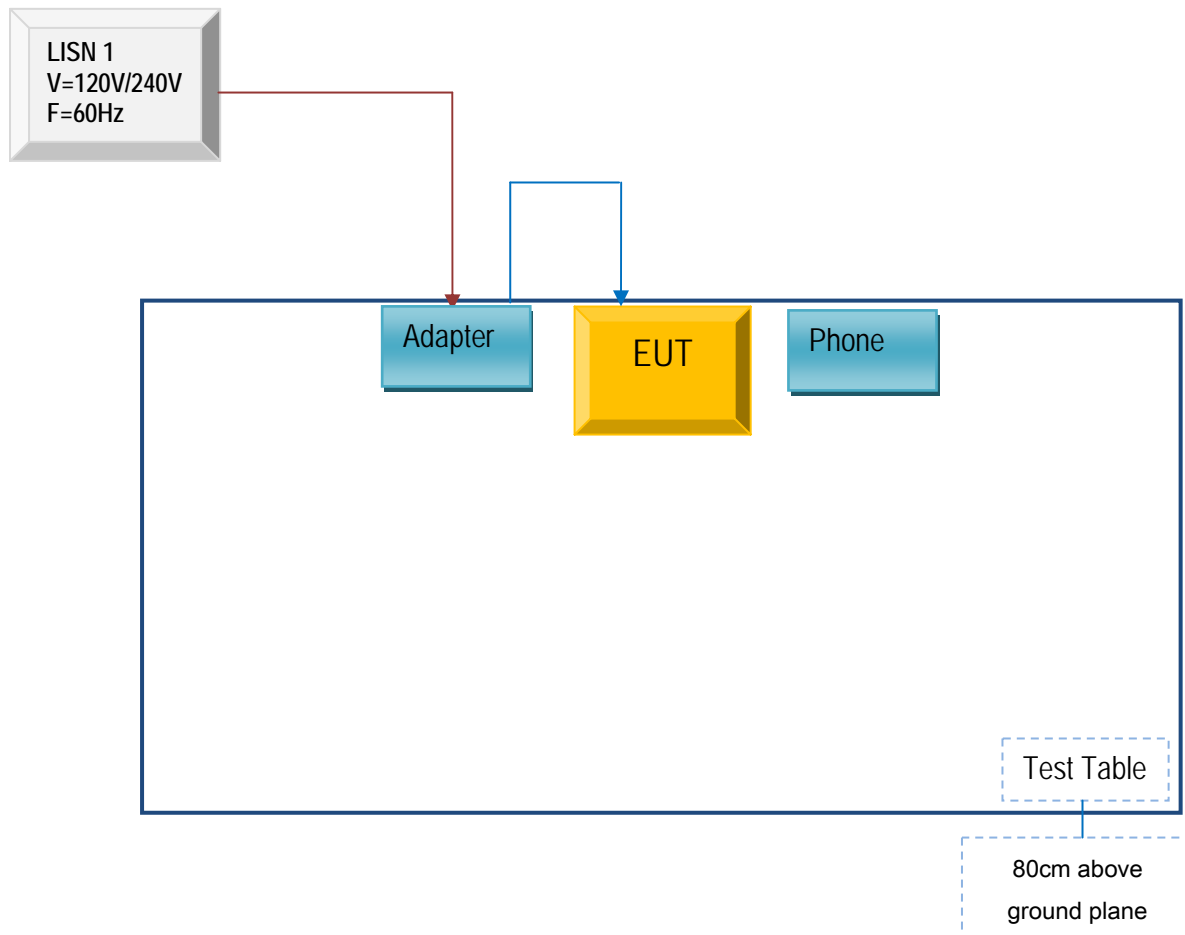 LISN 1
V=120V/240V
F=60Hz
Adapter
EUT
Phone
Test Table
80cm above
ground plane